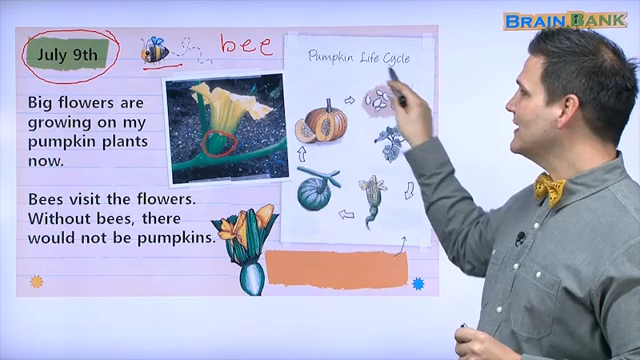 BRAIN BANK
July 9th
bee
Pumpkin Life Cycle
Big flowers are
growing on my
pumpkin plants
now.
Bees visit the flowers.
Without bees, there
would not be pumpkins.